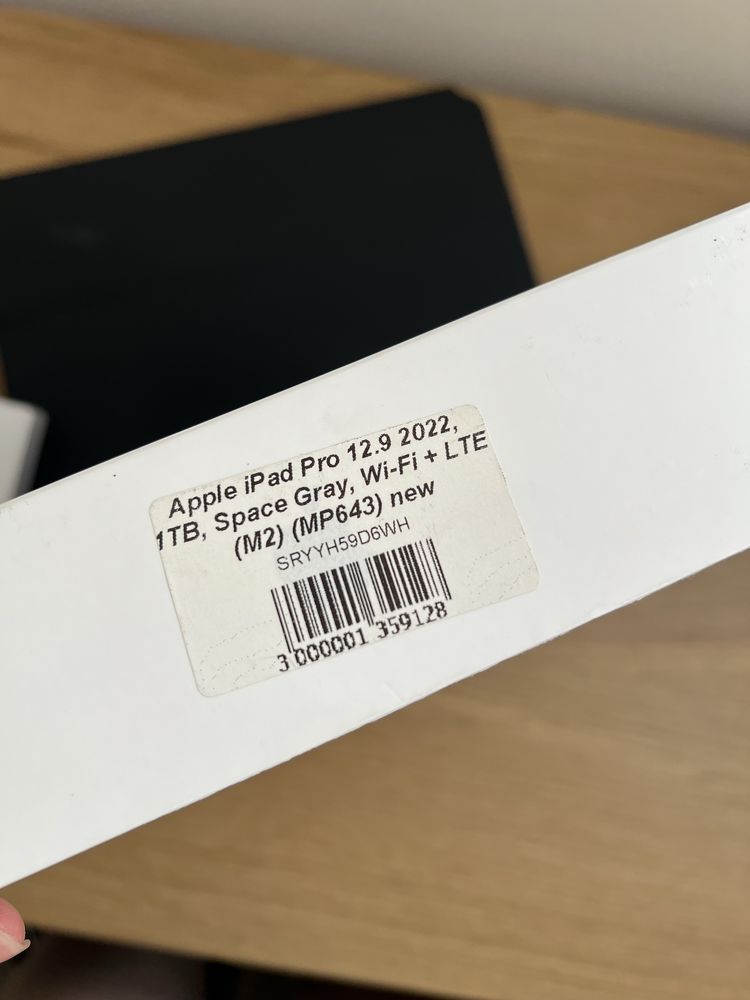 Apple iPad Pro 12.9 2022,
1TB, Space Gray, Wi-Fi + LTE
(M2) (MP643) new
SRYYH59D6WH
3 000001 359128